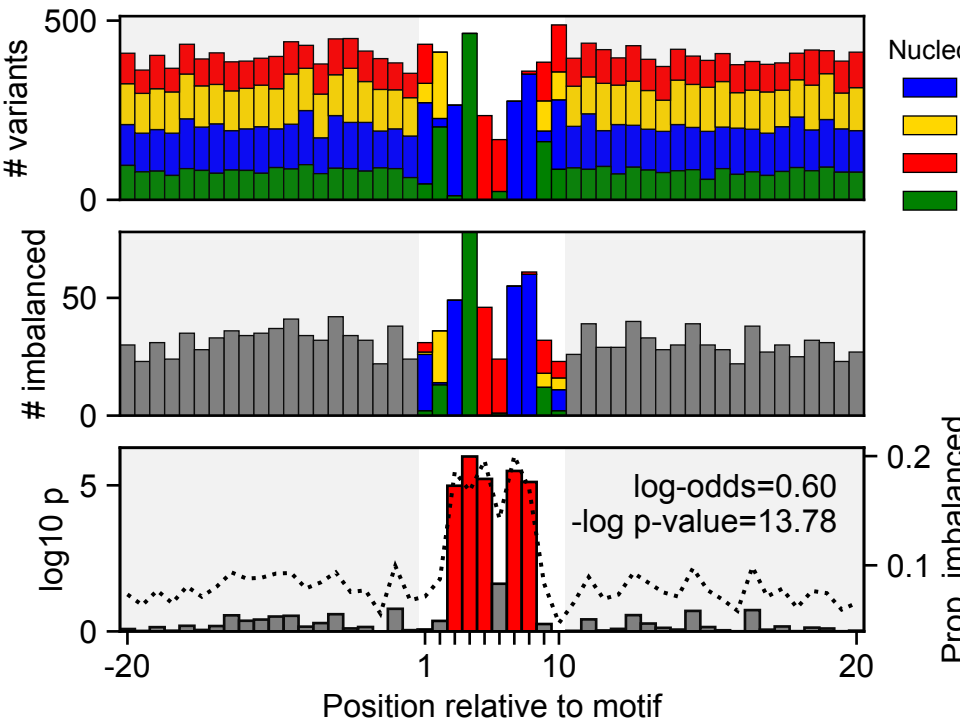 500
0
# variants
Nucleo
50
0
# imbalanced
5
0
log10 p
log-odds=0.60
-log p-value=13.78
0.2
0.1
Prop. imbalanced
-20
1
10
20
Position relative to motif